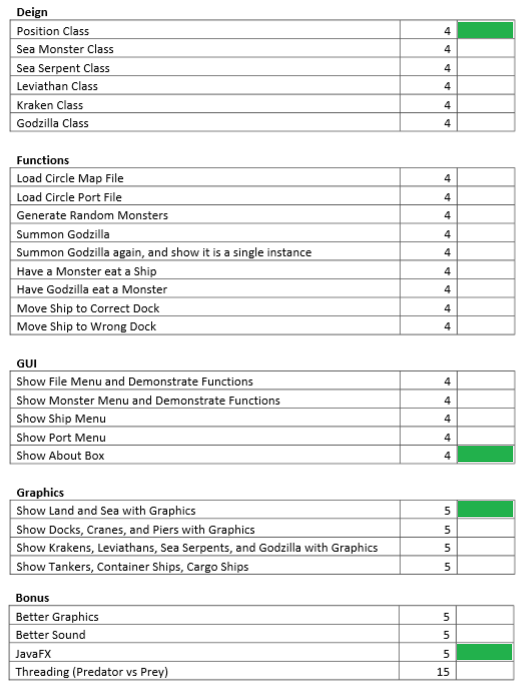 Deign
Position Class 4
Sea Monster Class 4
Sea Serpent Class 4
Leviathan Class 4
Kraken Class 4
Godzilla Class 4
Functions
Load Circle Map File 4
Load Circle Port File 4
Generate Random Monsters 4
Summon Godzilla 4
Summon Godzilla again, and show it is a single instance 4
Have a Monster eat a Ship 4
Have Godzilla eat a Monster 4
Move Ship to Correct Dock 4
Move Ship to Wrong Dock 4
GUI
Show File Menu and Demonstrate Functions 4
Show Monster Menu and Demonstrate Functions 4
Show Ship Menu 4
Show Port Menu 4
Show About Box 4
Graphics
Show Land and Sea with Graphics 5
Show Docks, Cranes, and Piers with Graphics 5
Show Krakens, Leviathans, Sea Serpents, and Godzilla with Graphics 5
Show Tankers, Container Ships, Cargo Ships 5
Bonus
Better Graphics 5
Better Sound 5
JavaFX 5
Threading (Predator vs Prey) 15